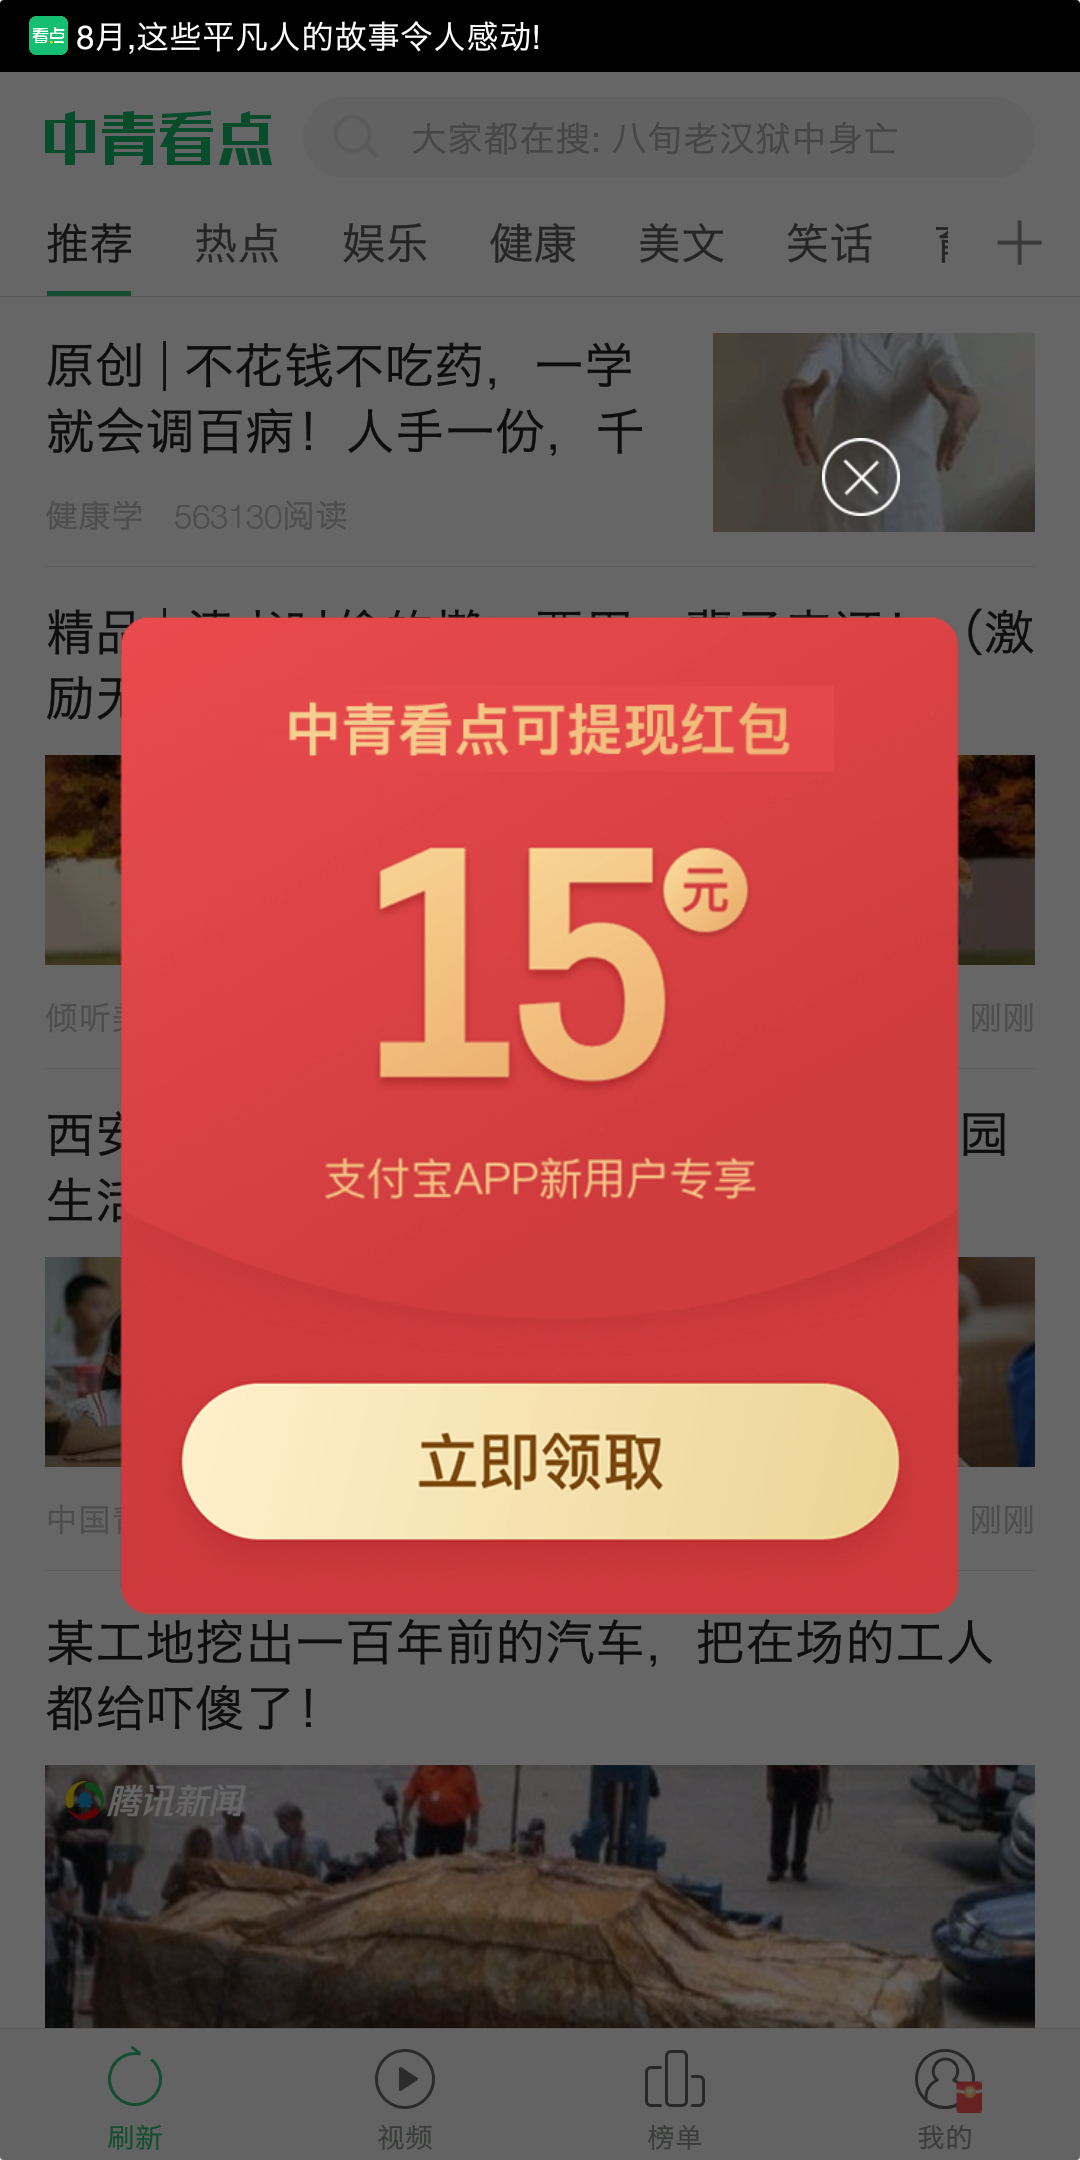 看点 8月,这些平凡人的故事令人感动!
中青看点
大家都在搜: 八旬老汉狱中身亡
推荐 热点 娱乐 健康 美文 笑话
原创 | 不花钱不吃药，一学
就会调百病！人手一份，千
健康学 563130阅读
精品 （激
励
中青看点可提现红包
15元
倾听 刚刚
西安 园
支付宝APP新用户专享
生活
立即领取
中国青 刚刚
某工地挖出一百年前的汽车，把在场的工人
都给吓傻了！
腾讯新闻
刷新 视频 榜单 我的